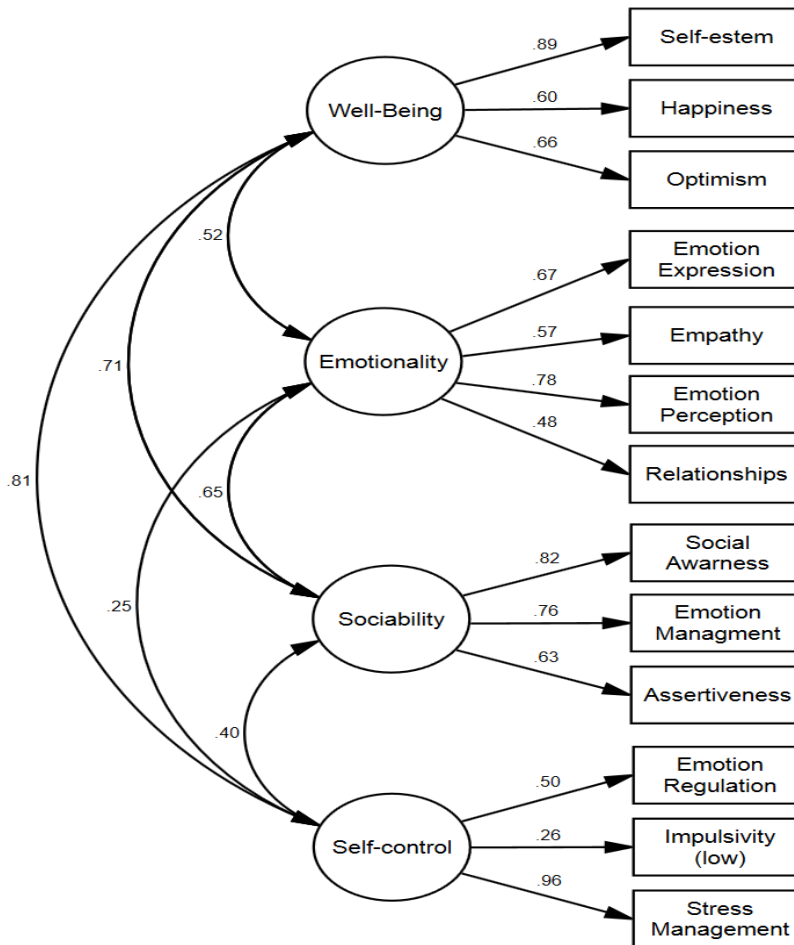 .89
Self-estem
Well-Being
.60
Happiness
.66
Optimism
.52
.67
Emotion
Expression
Emotionality
.57
Empathy
.71
.78
Emotion
Perception
.48
Relationships
.81
.65
.82
Social
Awarness
.25
Sociability
.76
Emotion
Managment
.63
Assertiveness
.40
.50
Emotion
Regulation
Self-control
.26
Impulsivity
(low)
.96
Stress
Management